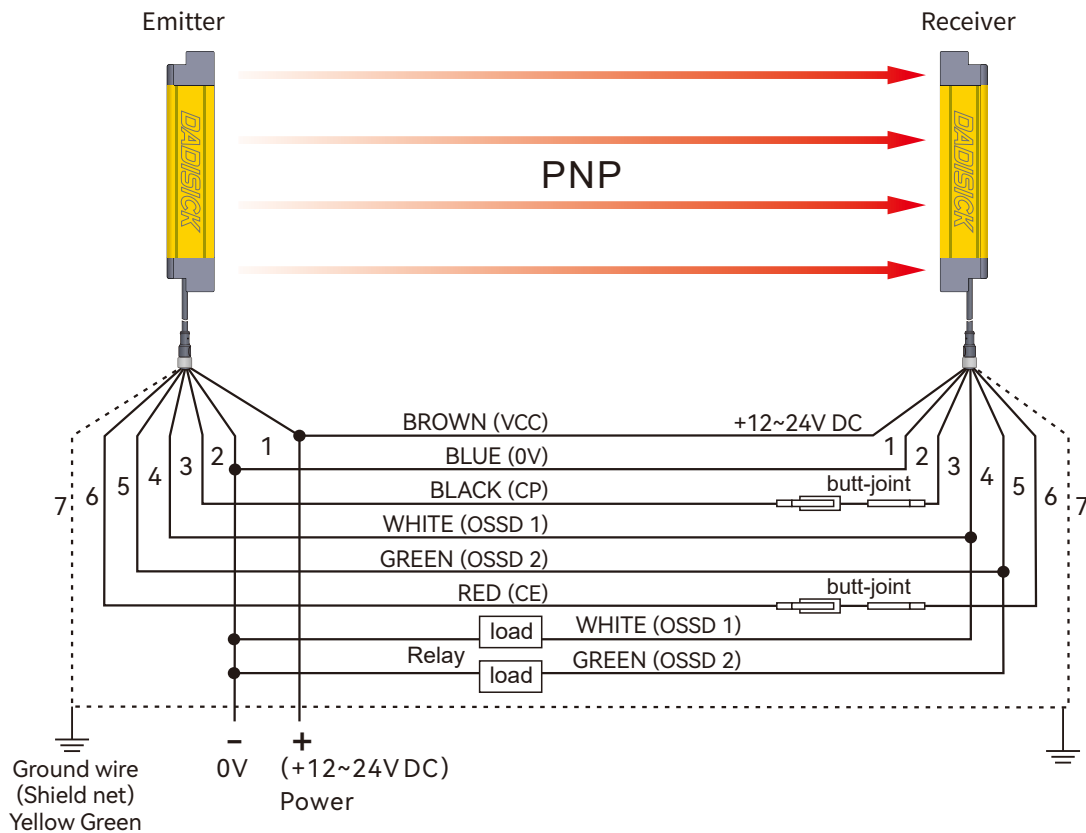 Emitter
Receiver
DADISICK
DADISICK
PNP
BROWN (VCC)
+12~24V DC
BLUE (0V)
BLACK (CP)
butt-joint
WHITE (OSSD 1)
GREEN (OSSD 2)
RED (CE)
butt-joint
7
6
5
4
3
2
1
1
2
3
4
5
6
7
load
WHITE (OSSD 1)
Relay
load
GREEN (OSSD 2)
- +
0V
(+12~24V DC)
Power
Ground wire
(Shield net)
Yellow Green